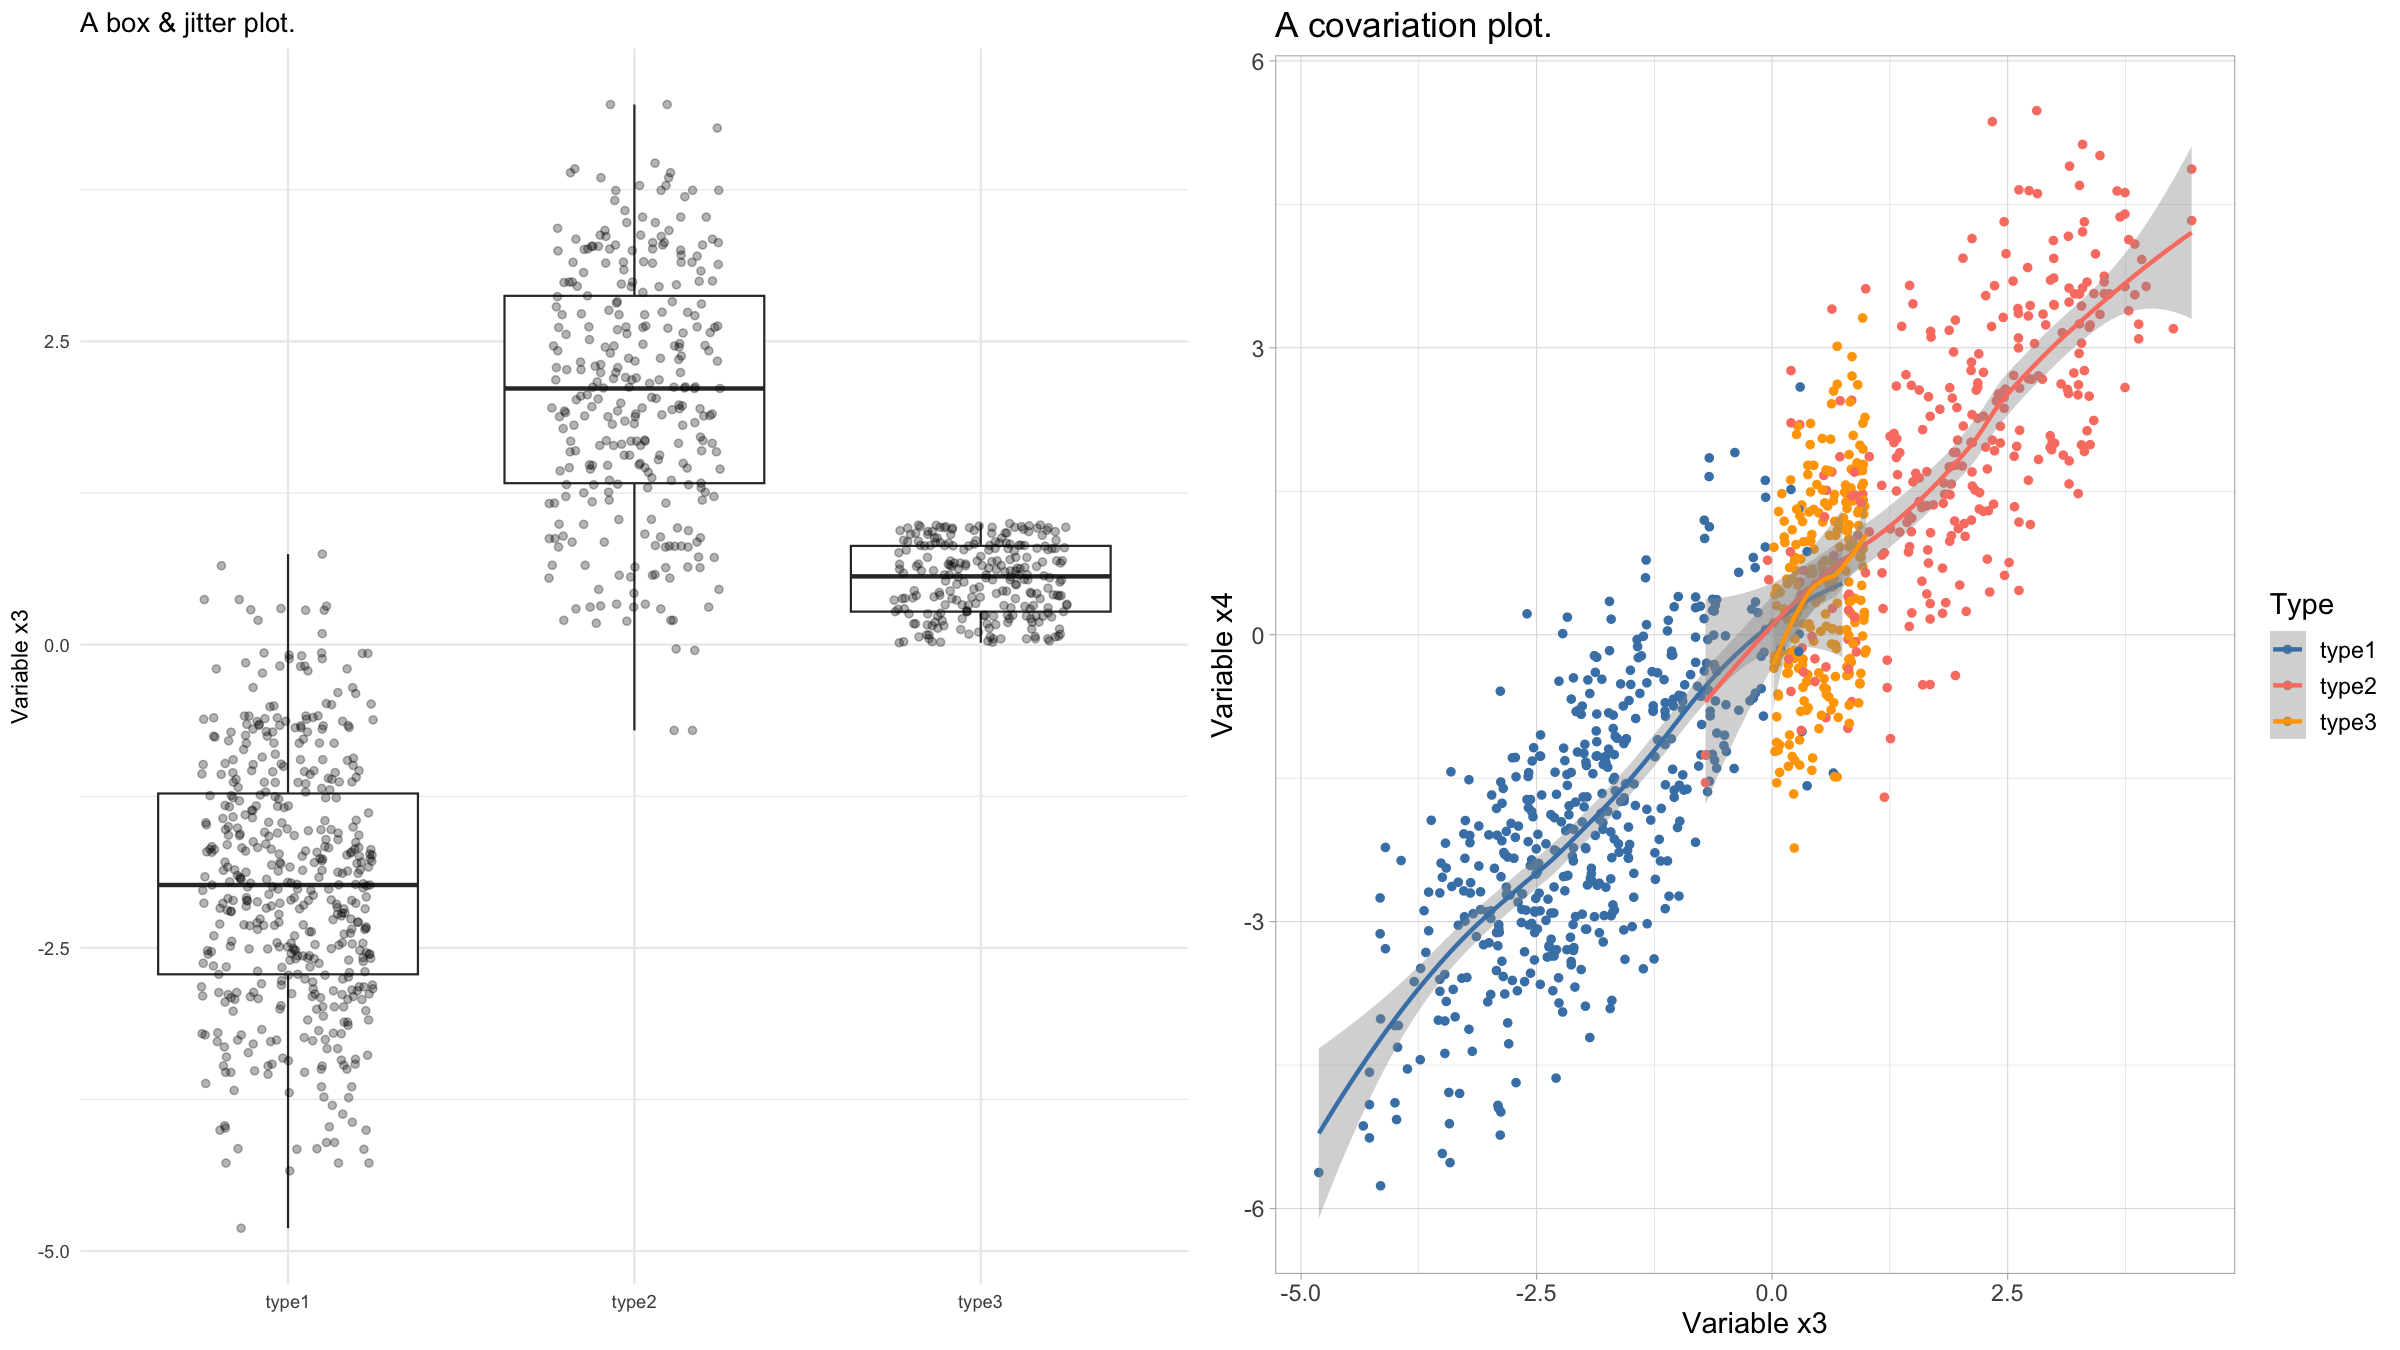 A box & jitter plot.
Variable x3
2.5
0.0
-2.5
-5.0
type1
type2
type3
A covariation plot.
Variable x4
6
3
0
-3
-6
-5.0
-2.5
0.0
2.5
Variable x3
Type
type1
type2
type3